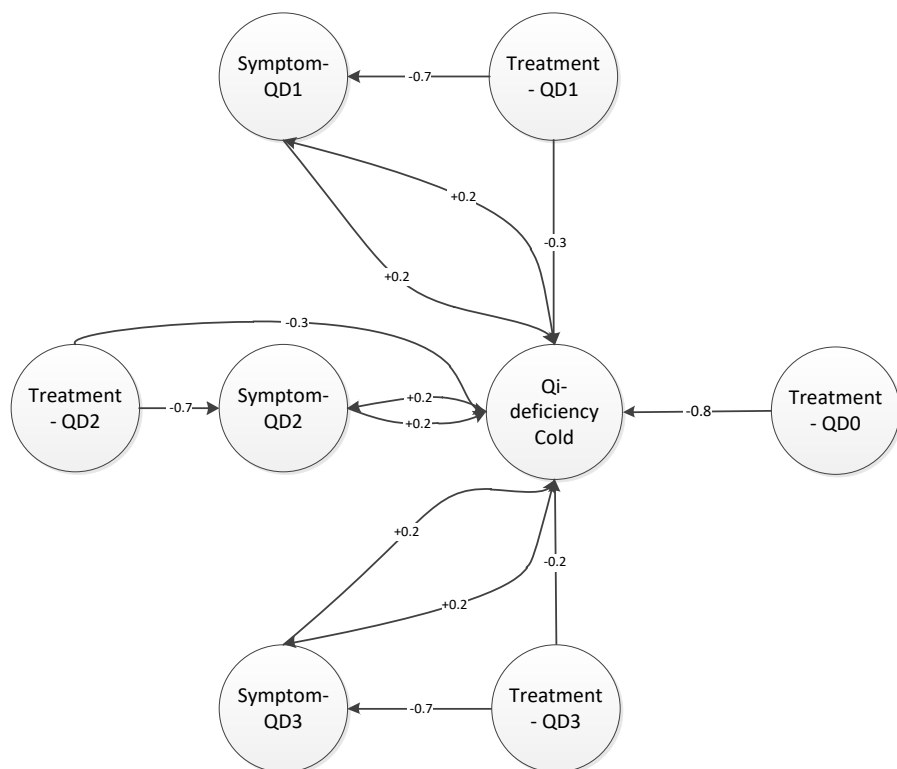 Symptom-
QD1
-0.7
Treatment
- QD1
+0.2
-0.3
+0.2
-0.3
Treatment
- QD2
-0.7
Symptom-
QD2
+0.2
+0.2
Qi-
deficiency
Cold
-0.8
Treatment
- QD0
+0.2
-0.2
+0.2
Symptom-
QD3
-0.7
Treatment
- QD3